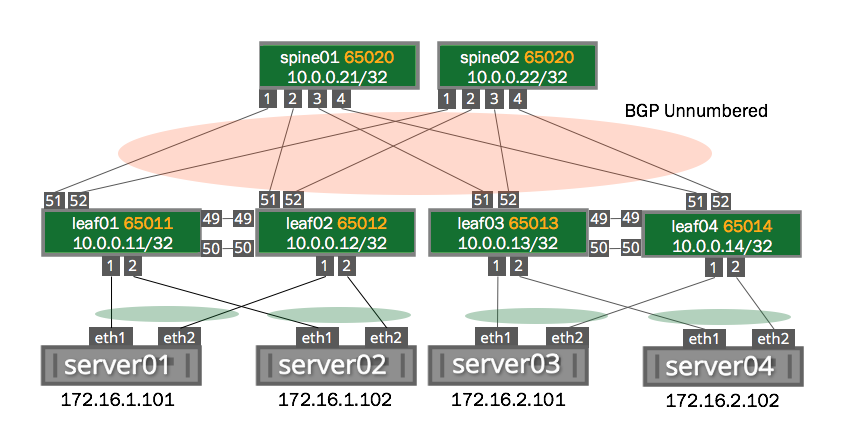 spine01 65020
10.0.0.21/32
spine02 65020
10.0.0.22/32
1 2 3 4
1 2 3 4
BGP Unnumbered
51 52
51 52
51 52
51 52
leaf01 65011
10.0.0.11/32
49 49
50 50
leaf02 65012
10.0.0.12/32
leaf03 65013
10.0.0.13/32
49 49
50 50
leaf04 65014
10.0.0.14/32
1 2
1 2
1 2
1 2
eth1 eth2
eth1 eth2
eth1 eth2
eth1 eth2
server01
server02
server03
server04
172.16.1.101
172.16.1.102
172.16.2.101
172.16.2.102